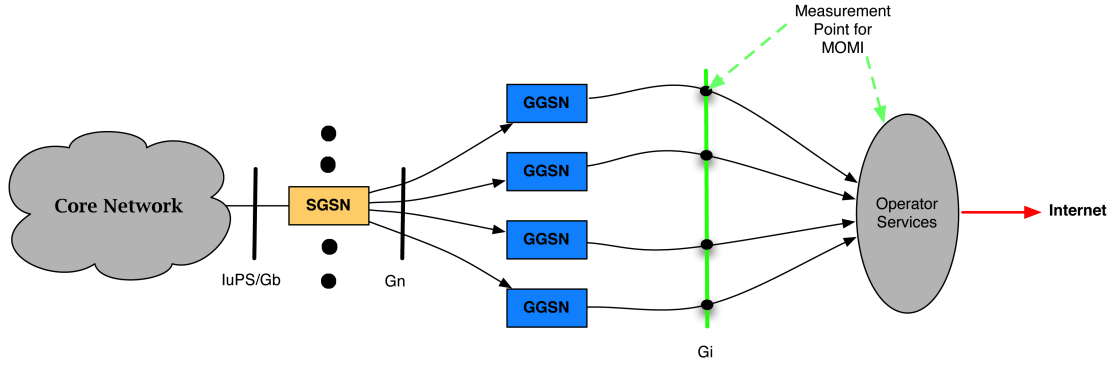 Measurement
Point for
MOMI
GGSN
GGSN
Core Network
SGSN
Operator
Services
Internet
GGSN
IuPS/Gb
Gn
GGSN
Gi